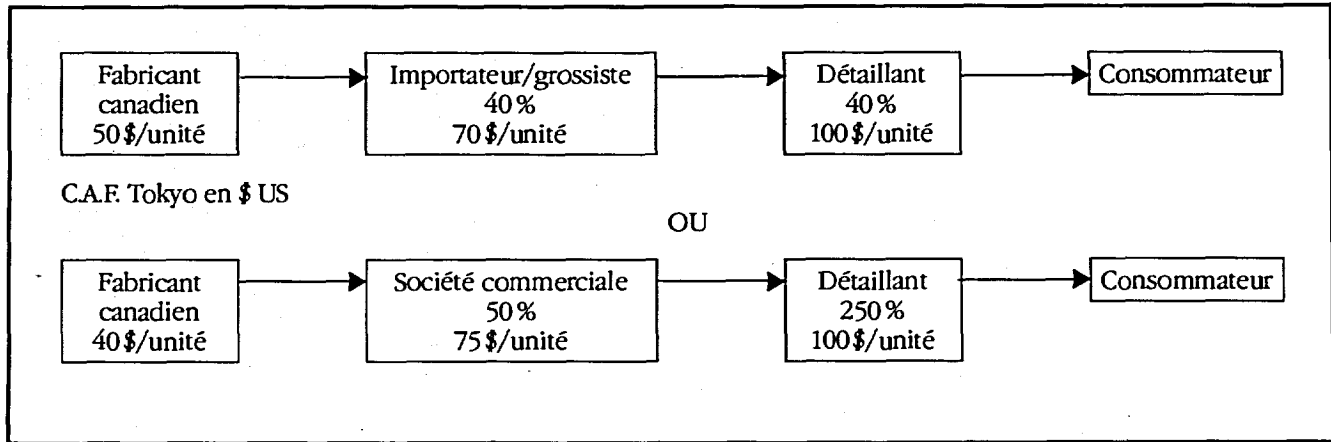 Fabricant
canadien
50 $/unité
Importateur/grossiste
40 %
70 $/unité
Détaillant
40 %
100 $/unité
Consommateur
C.A.F. Tokyo en $ US
OU
Fabricant
canadien
40 $/unité
Société commerciale
50 %
75 $/unité
Détaillant
250 %
100 $/unité
Consommateur